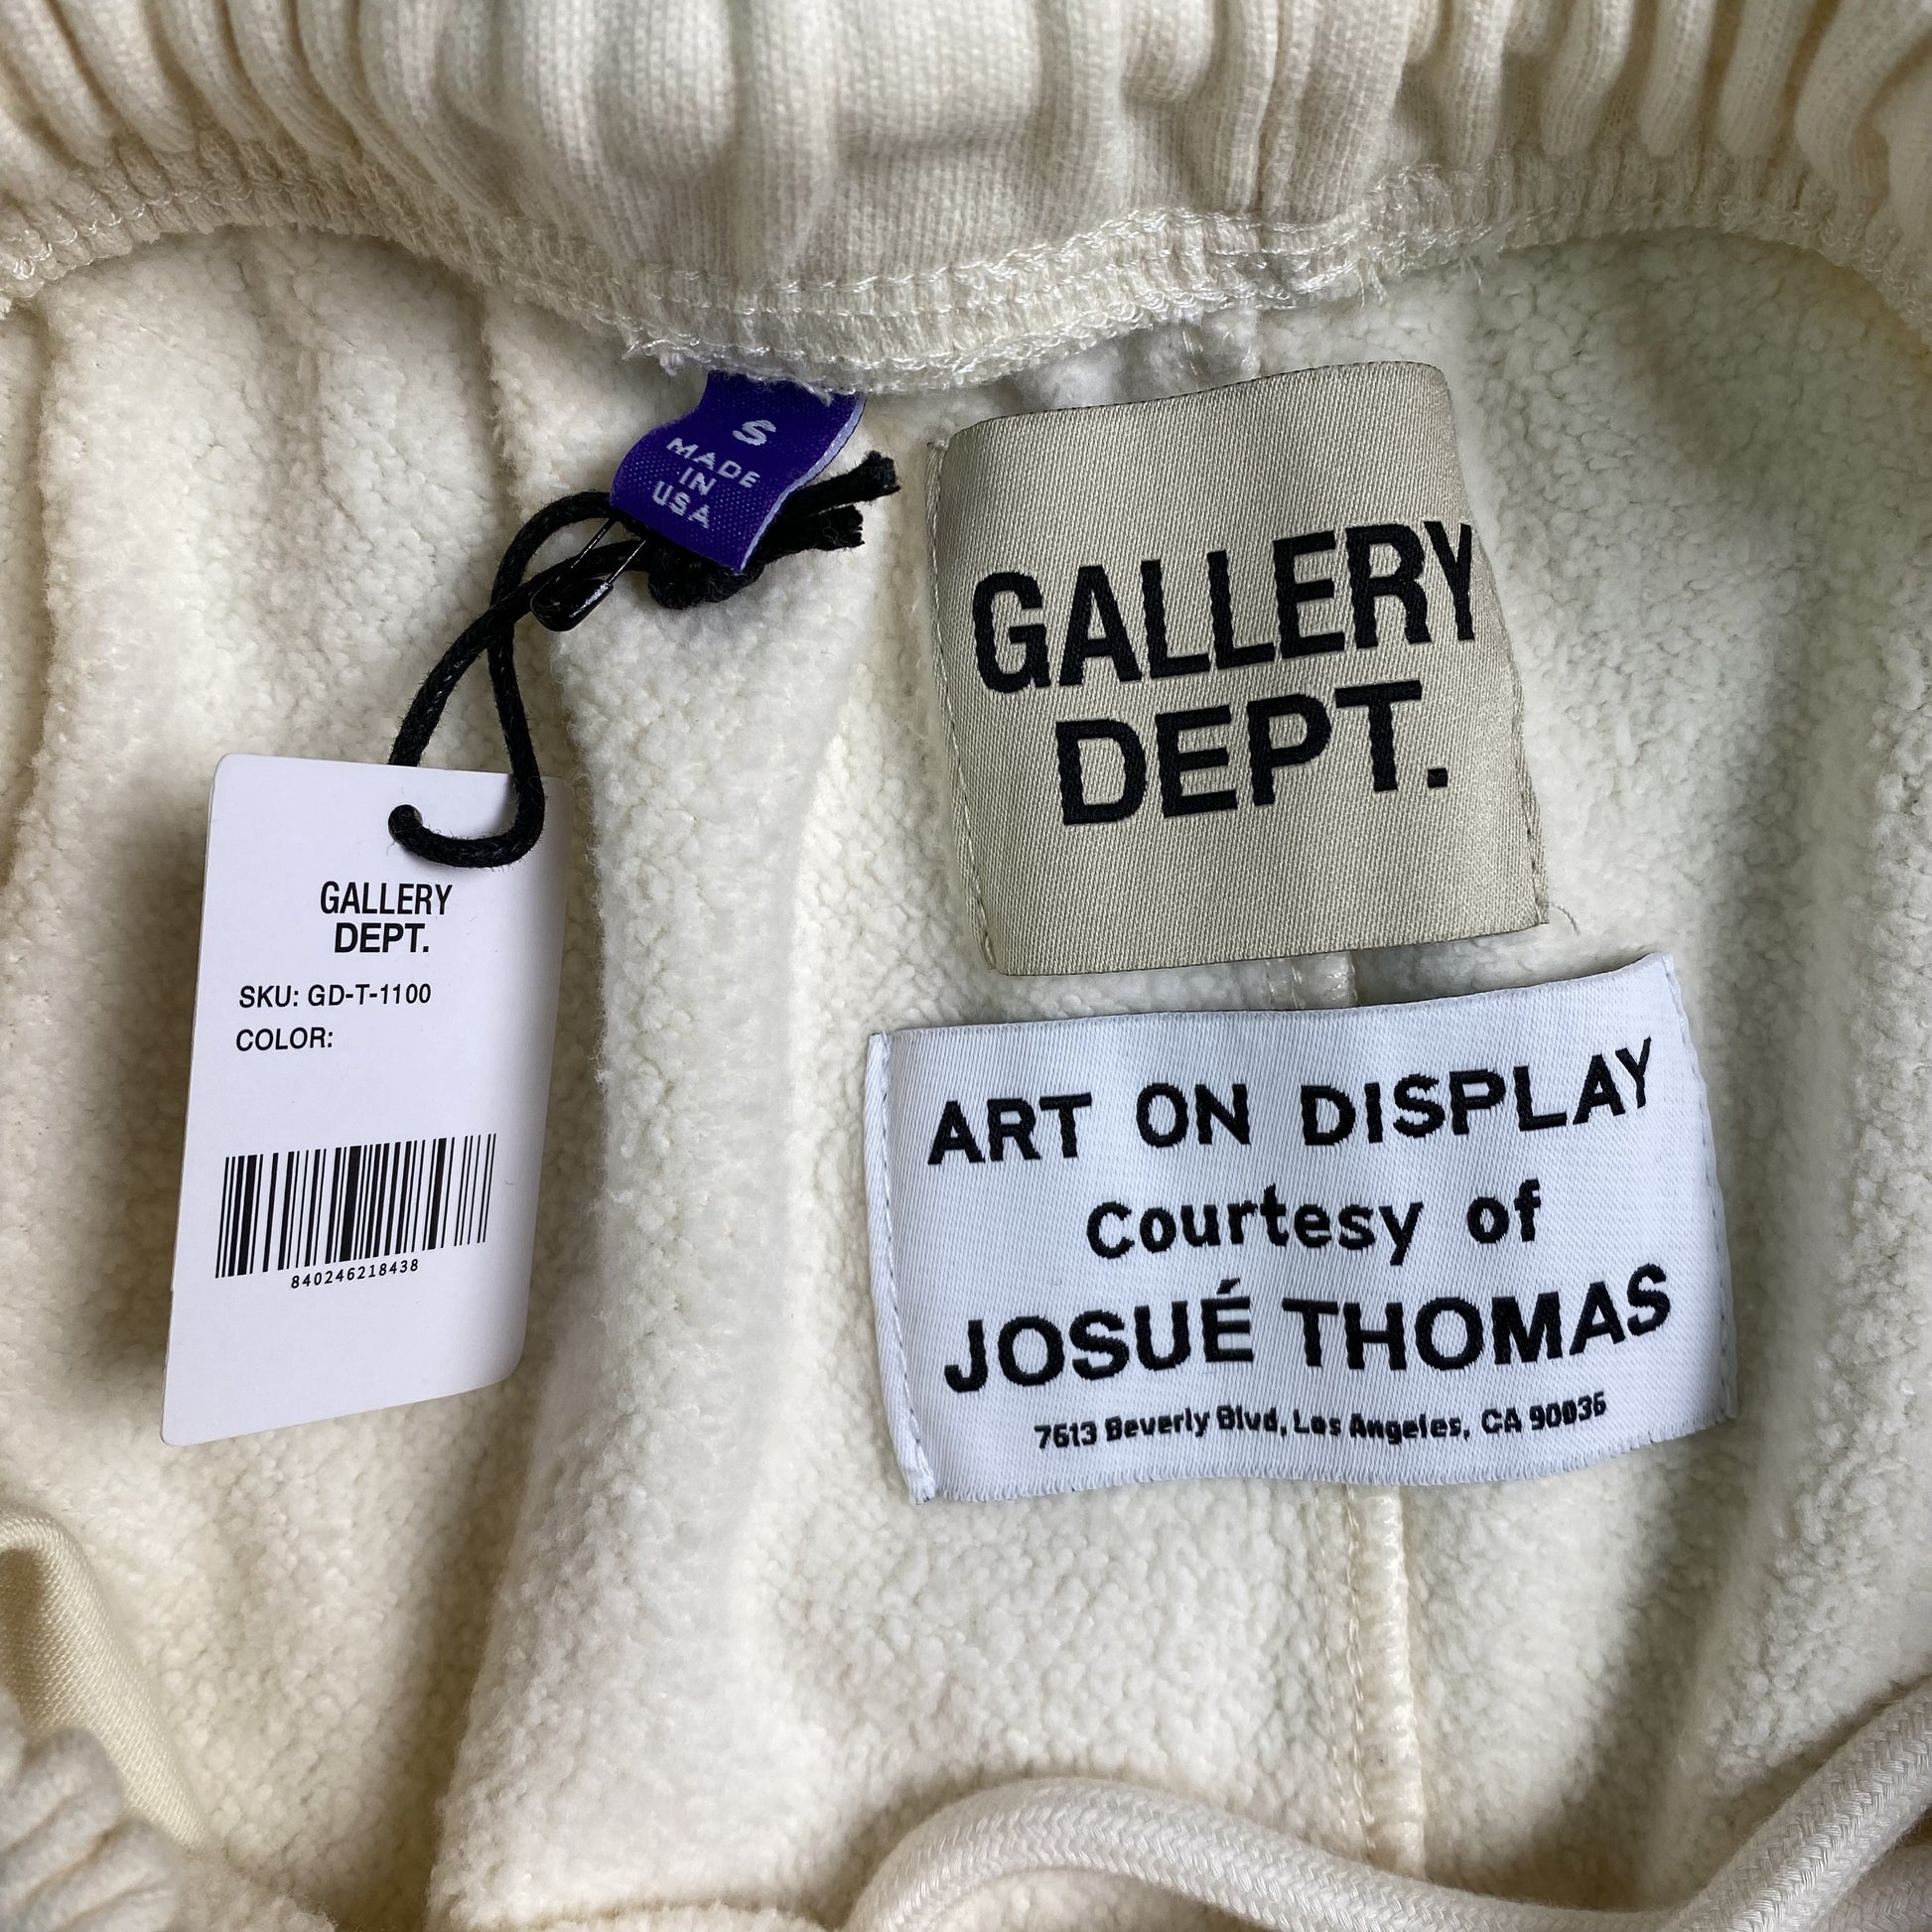 S
MADE
IN
USA
GALLERY
DEPT.
GALLERY
DEPT.
SKU: GD-T-1100
COLOR:
840246218438
ART ON DISPLAY
Courtesy of
JOSUÉ THOMAS
7613 Beverly Blvd, Los Angeles, CA 90036